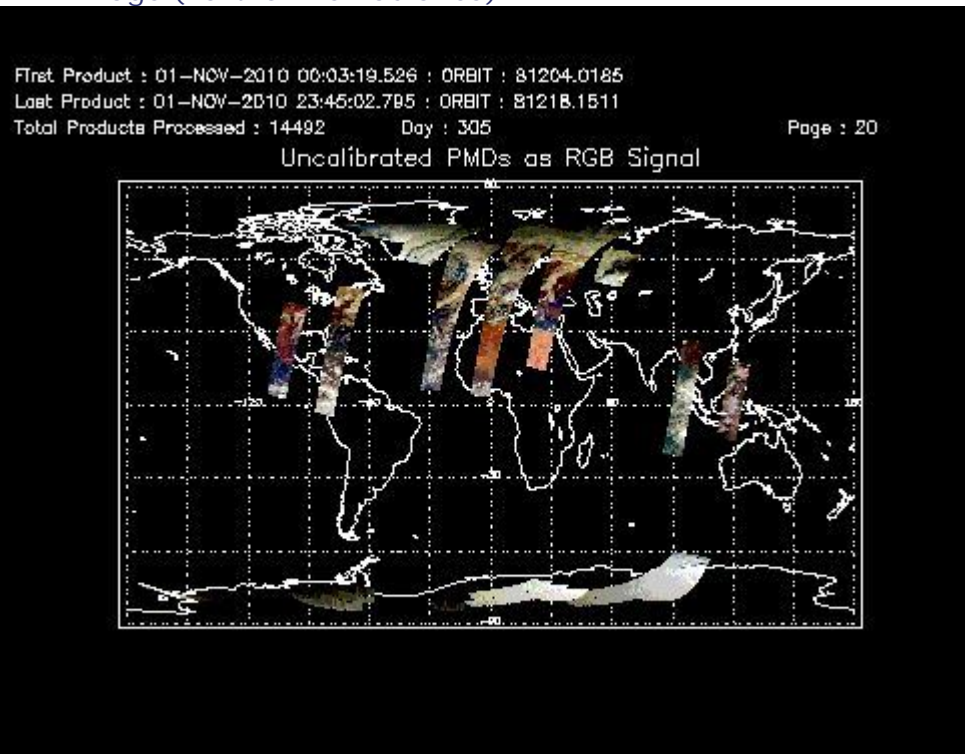 First Product : 01-NOV-2010 00:03:19.526 : ORBIT : 81204.0185
Last Product : 01-NOV-2010 23:45:02.795 : ORBIT : 81218.1511
Total Products Processed : 14492 Day : 305 Page : 20
Uncalibrated PMDs as RGB Signal
-120
60
180
-30
-90